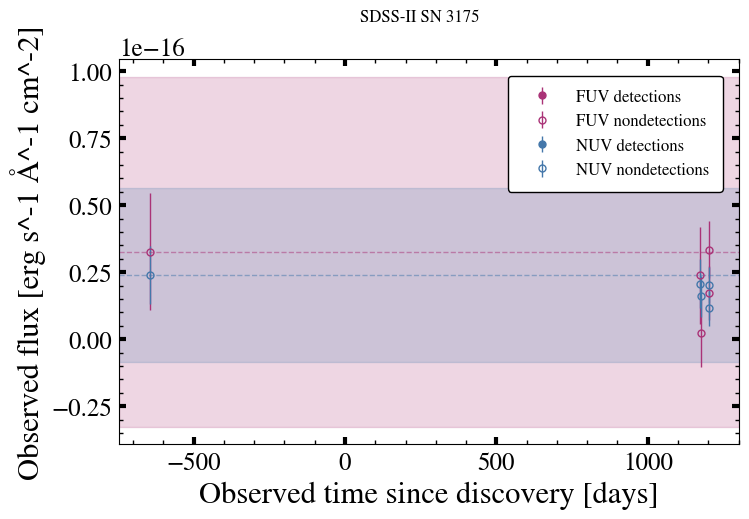 SDSS-II SN 3175
1e−16
1.00
0.75
0.50
0.25
0.00
−0.25
Observed flux [erg s^-1 Å^-1 cm^-2]
FUV detections
FUV nondetections
NUV detections
NUV nondetections
−500
0
500
1000
Observed time since discovery [days]